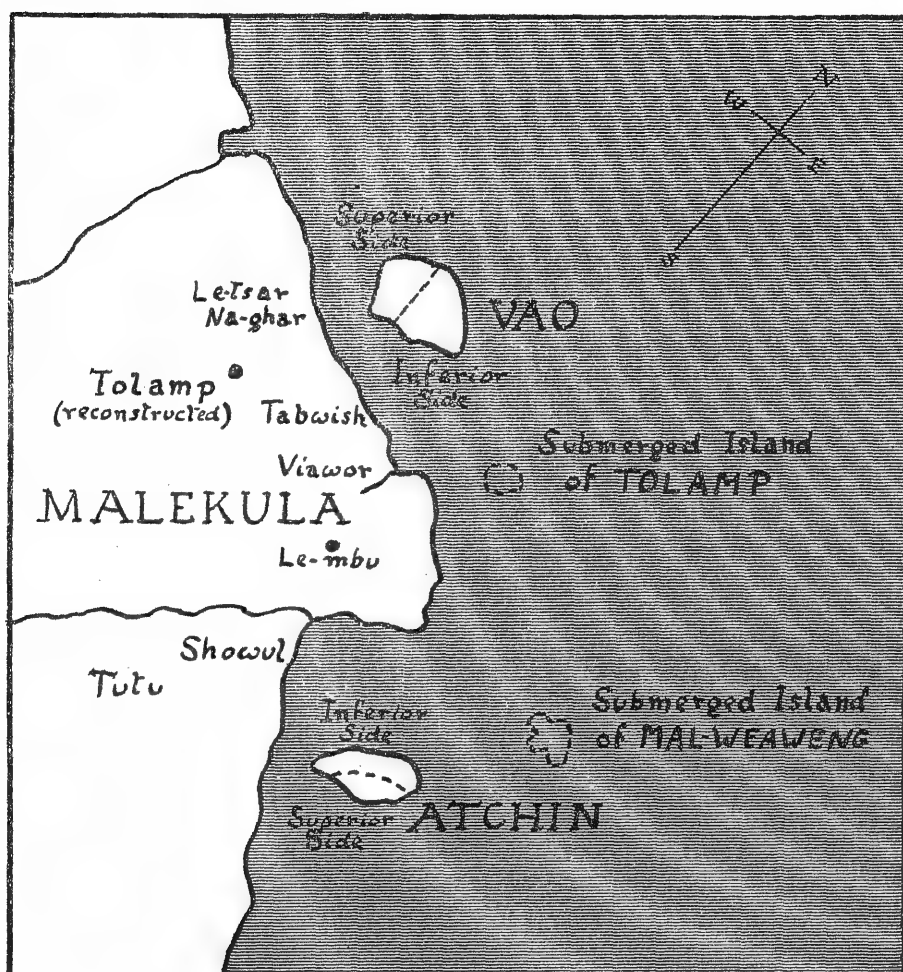 N
W
E
S
Superior
Side
Le-Tsar
Na-ghar
VAO
Tolamp
(reconstructed)
Inferior
Side
Tabwish
Submerged Island
of TOLAMP
Viawor
MALEKULA
Le-mbu
Showul
Tutu
Submerged Island
of MAL-WEAWENG
Inferior
Side
Superior
Side
ATCHIN